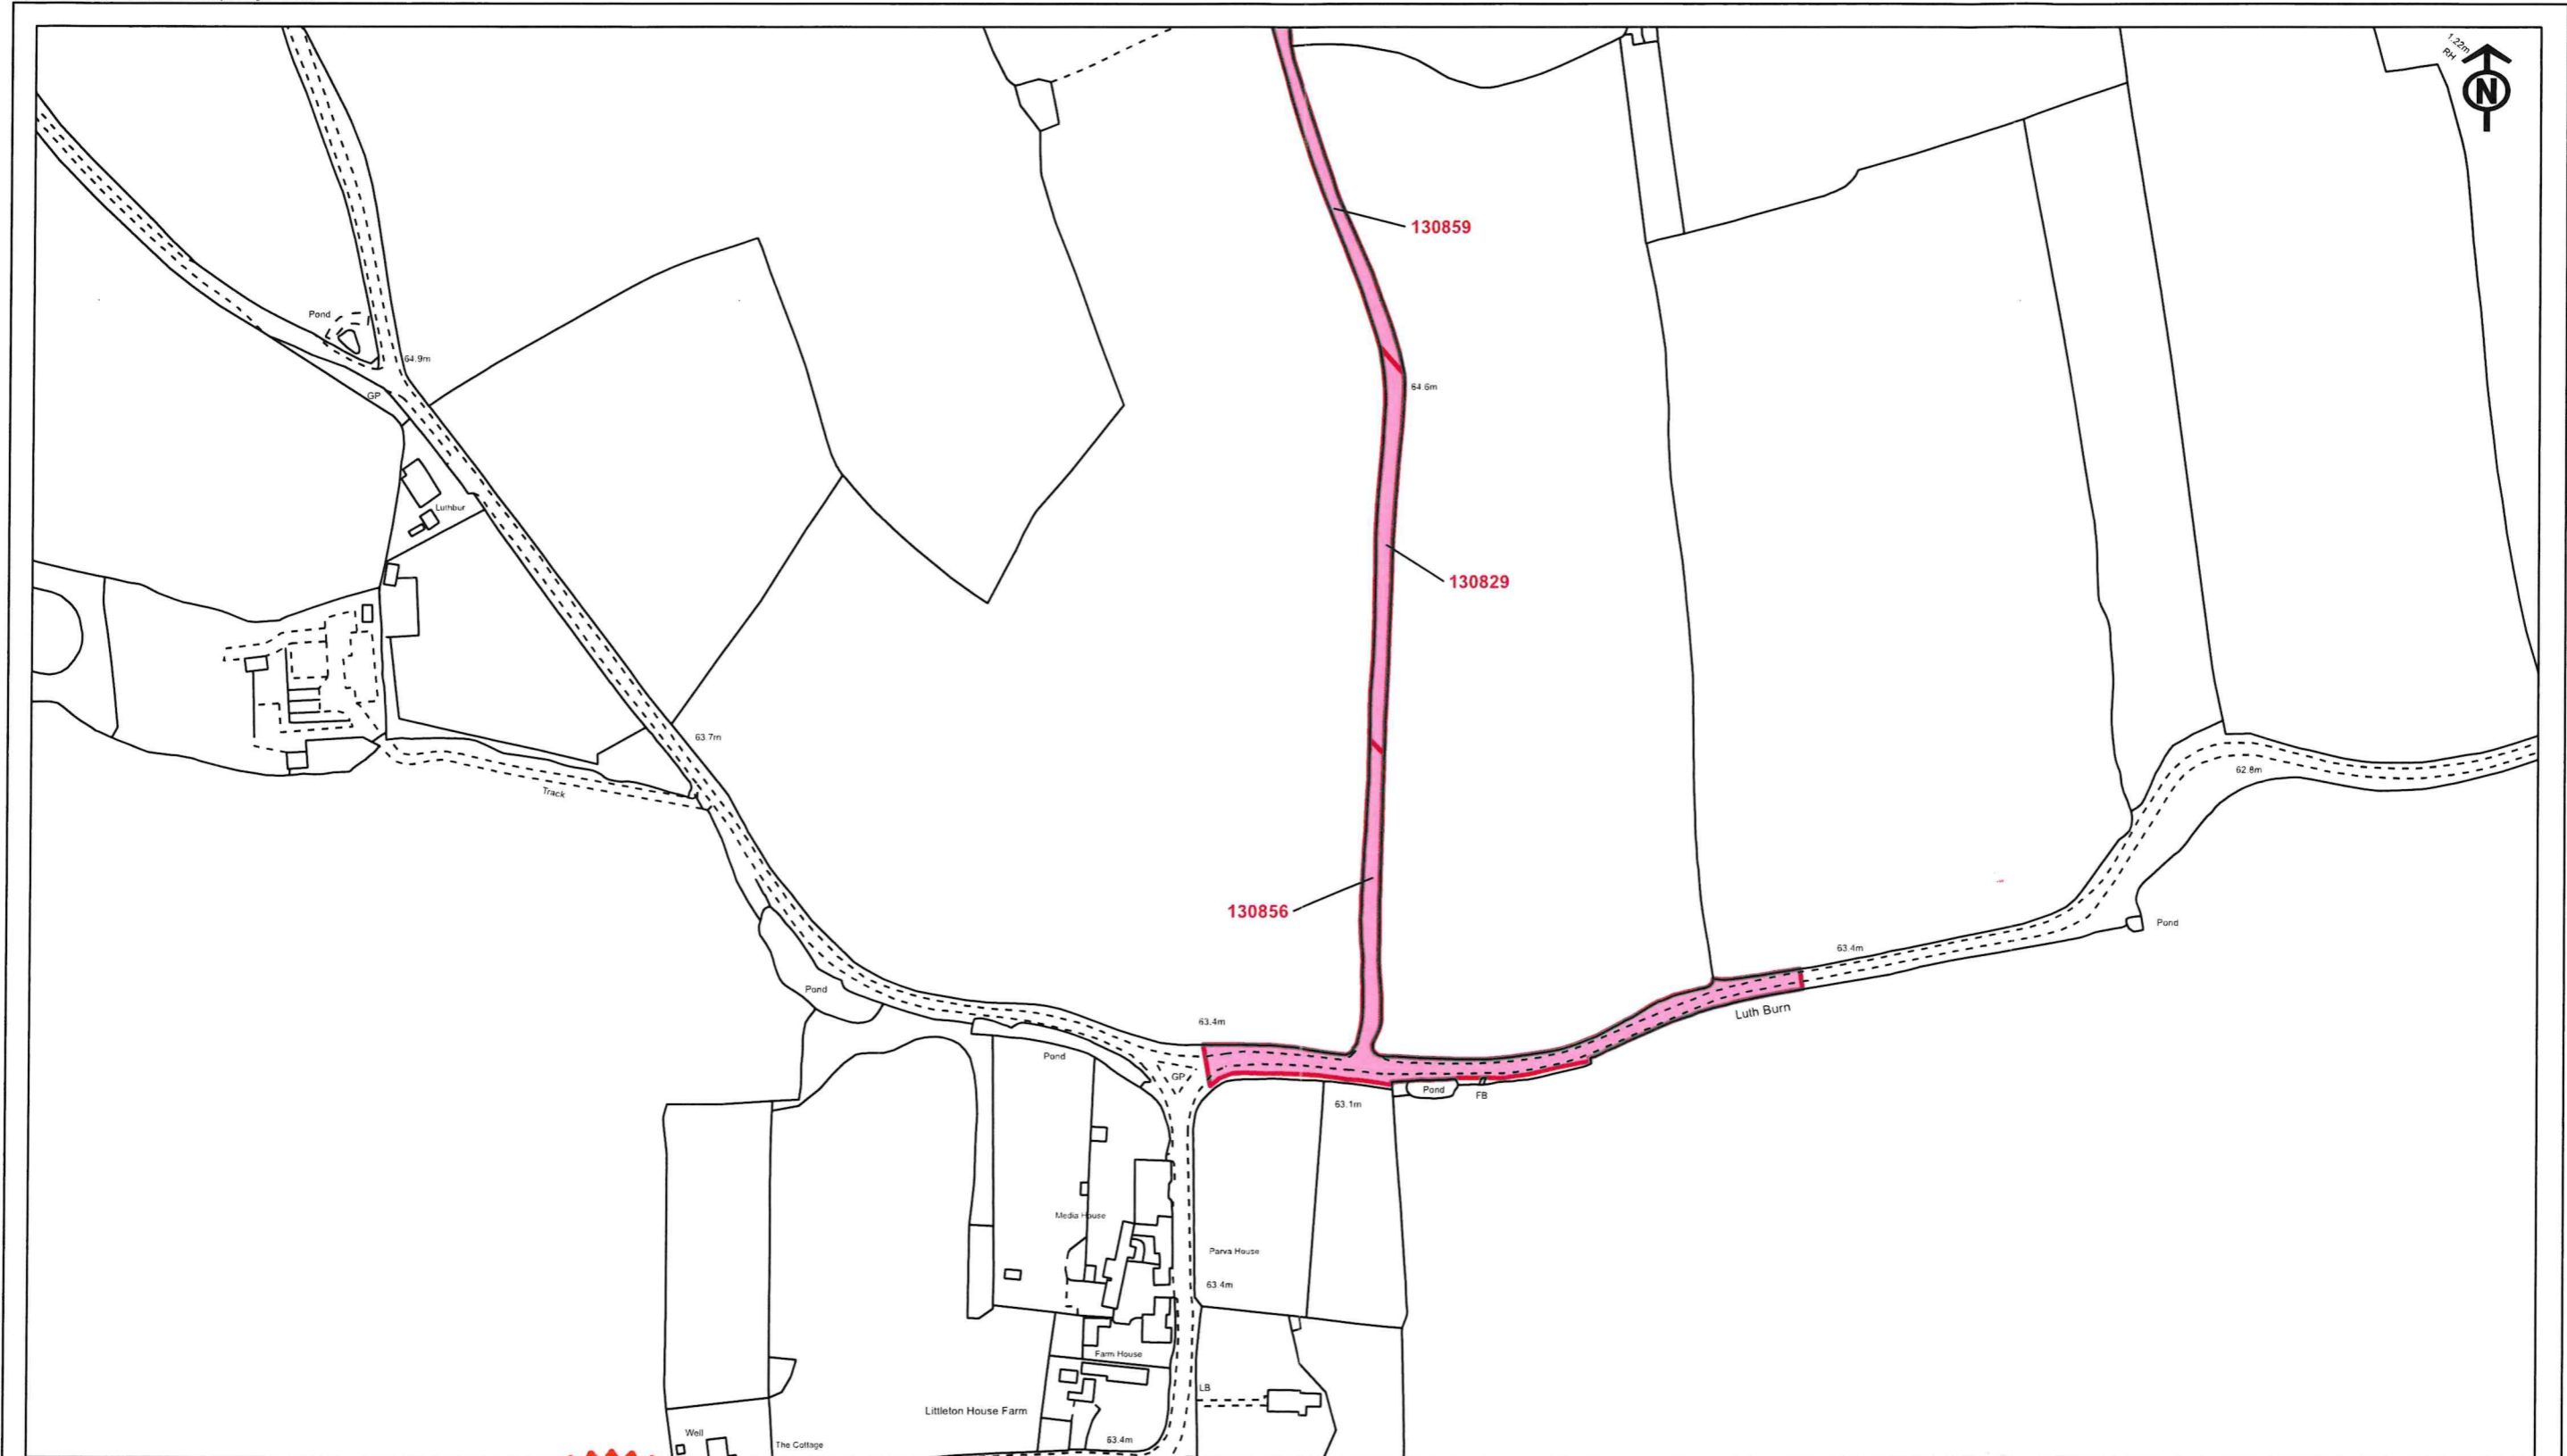 1.22m
RH
N
130859
Pond
64.9m
64.6m
GP
Luthbur
130829
63.7m
62.8m
Track
130856
Pond
63.4m
Pond
Luth Burn
63.4m
Pond
GP
Pond
FB
63.1m
Media House
Parva House
63.4m
Farm House
LB
Littleton House Farm
Well
The Cottage
63.4m